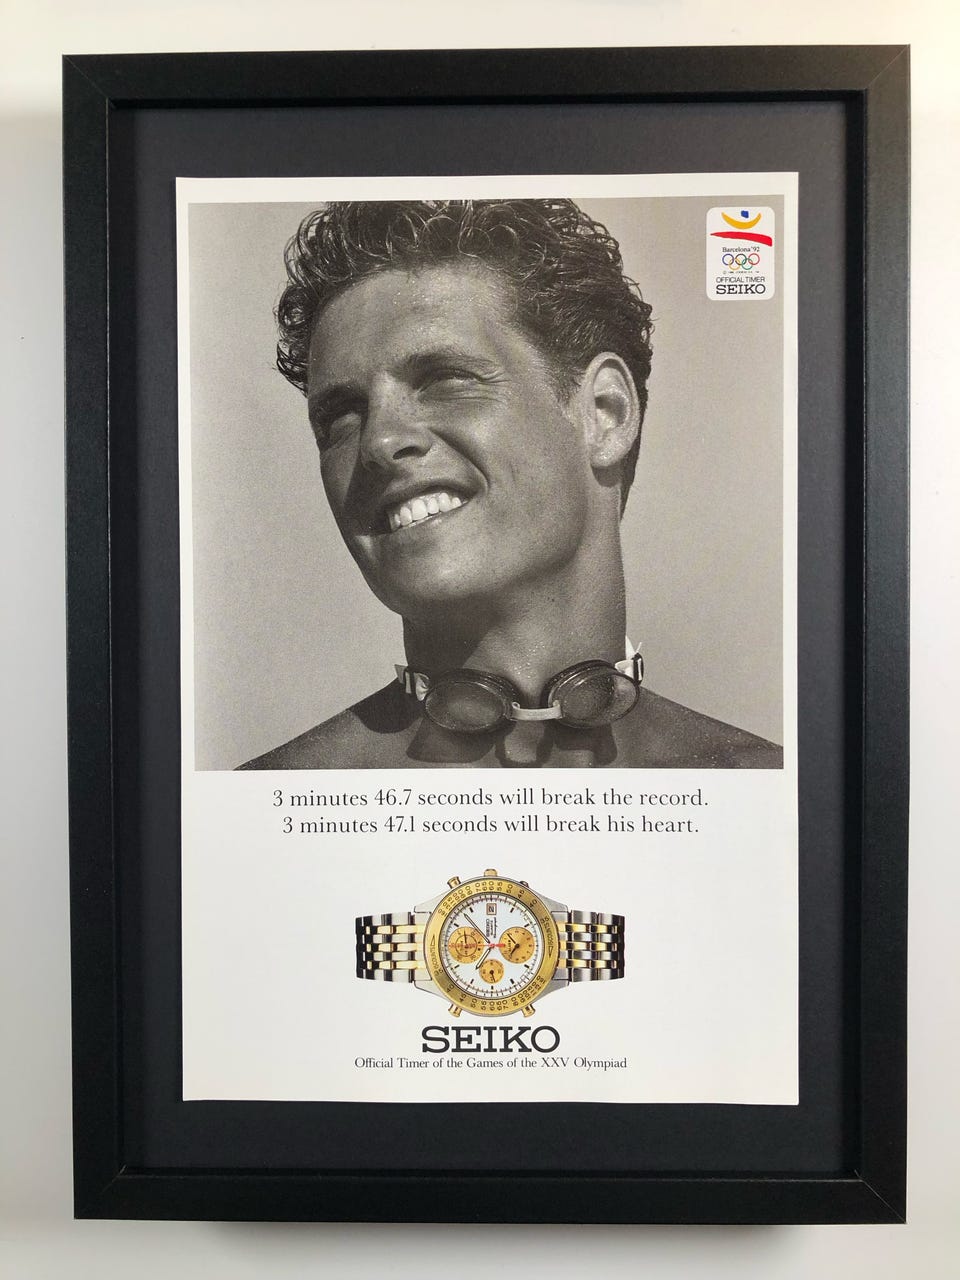 Barcelona'92
OFFICIAL TIMER
SEIKO
3 minutes 46.7 seconds will break the record.
3 minutes 47.1 seconds will break his heart.
SEIKO
SEIKO
Official Timer of the Games of the XXV Olympiad